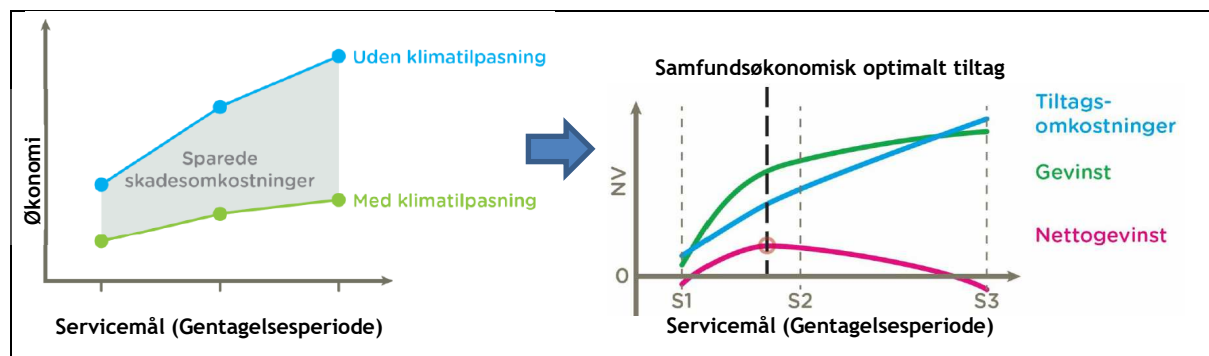 Økonomi
Uden klimatilpasning
Sparede
skadesomkostninger
Med klimatilpasning
Servicemål (Gentagelsesperiode)
Samfundsøkonomisk optimalt tiltag
NV
0
S1
S2
S3
Servicemål (Gentagelsesperiode)
Tiltags-
omkostninger
Gevinst
Nettogevinst